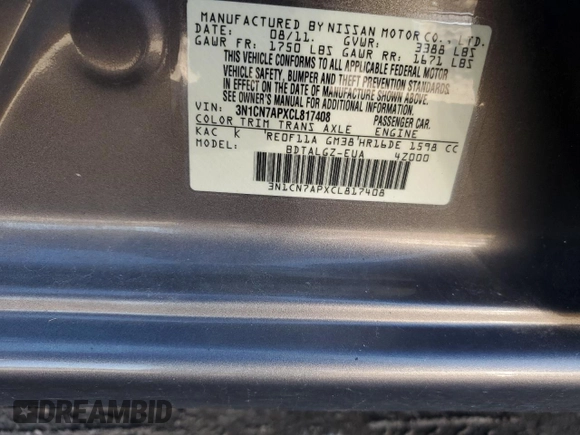 MANUFACTURED BY NISSAN MOTOR CO., LTD.
DATE: 08/11. GVWR: 3388 LBS
GAWR FR: 1750 LBS GAWR RR: 1671 LBS
THIS VEHICLE CONFORMS TO ALL APPLICABLE FEDERAL MOTOR
VEHICLE SAFETY, BUMPER AND THEFT PREVENTION STANDARDS
IN EFFECT ON THE DATE OF MANUFACTURE SHOWN ABOVE.
SEE OWNER'S MANUAL FOR ADDITIONAL INFORMATION.
VIN: 3N1CN7APXCL817408 PASSENGER CAR.
COLOR TRIM TRANS AXLE ENGINE
KAC K REOF11A GM38 HR16DE 1598 CC
BDTALGZ-EUA 4Z000
3N1CN7APXCL817408
DREAMBID